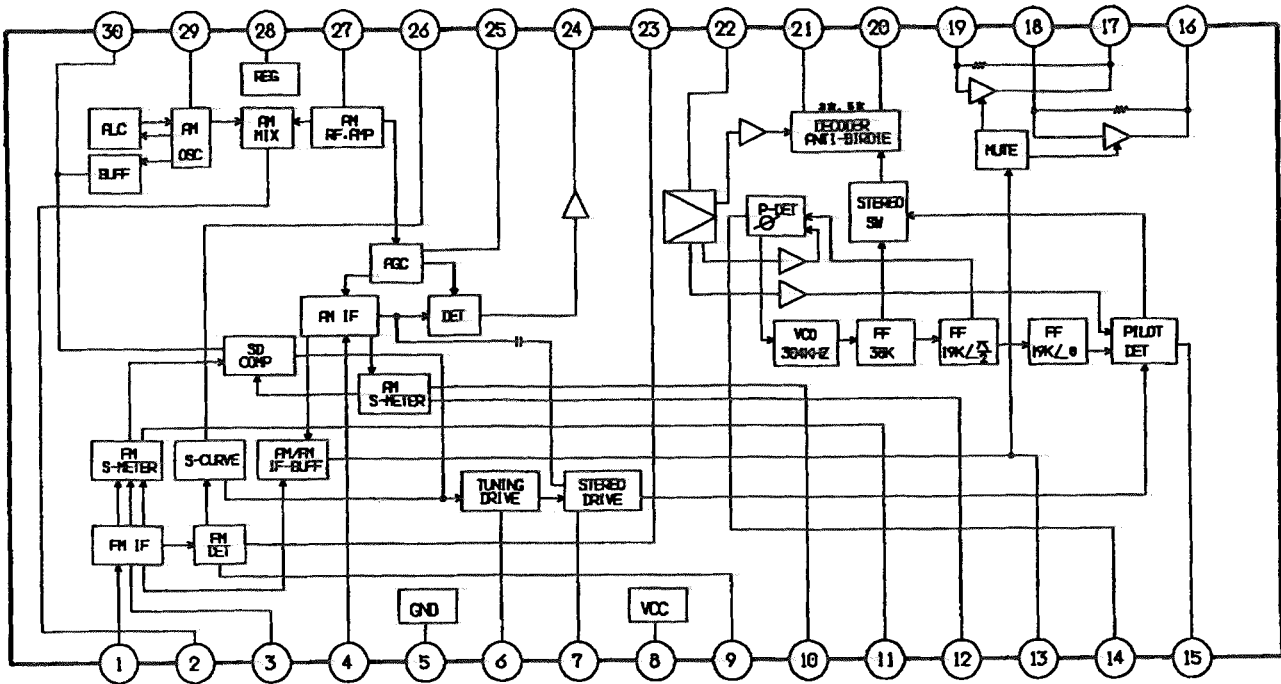 30 29 28 27 26 25 24 23 22 21 20 19 18 17 16
REG
ALC
AM
OSC
AM
MIX
AM
RF.AMP
BUFF
DECODER
ANTI-BIRDIE
MUTE
P-DET
STEREO
SW
AGC
AM IF
DET
SD
COMP
AM
S-METER
VCO
304KHZ
FF
38K
FF
19K/π/2
FF
19K/_0
PILOT
DET
FM
S-METER
S-CURVE
AM/FM
IF-BUFF
TUNING
DRIVE
STEREO
DRIVE
FM IF
FM
DET
GND
VCC
1 2 3 4 5 6 7 8 9 10 11 12 13 14 15